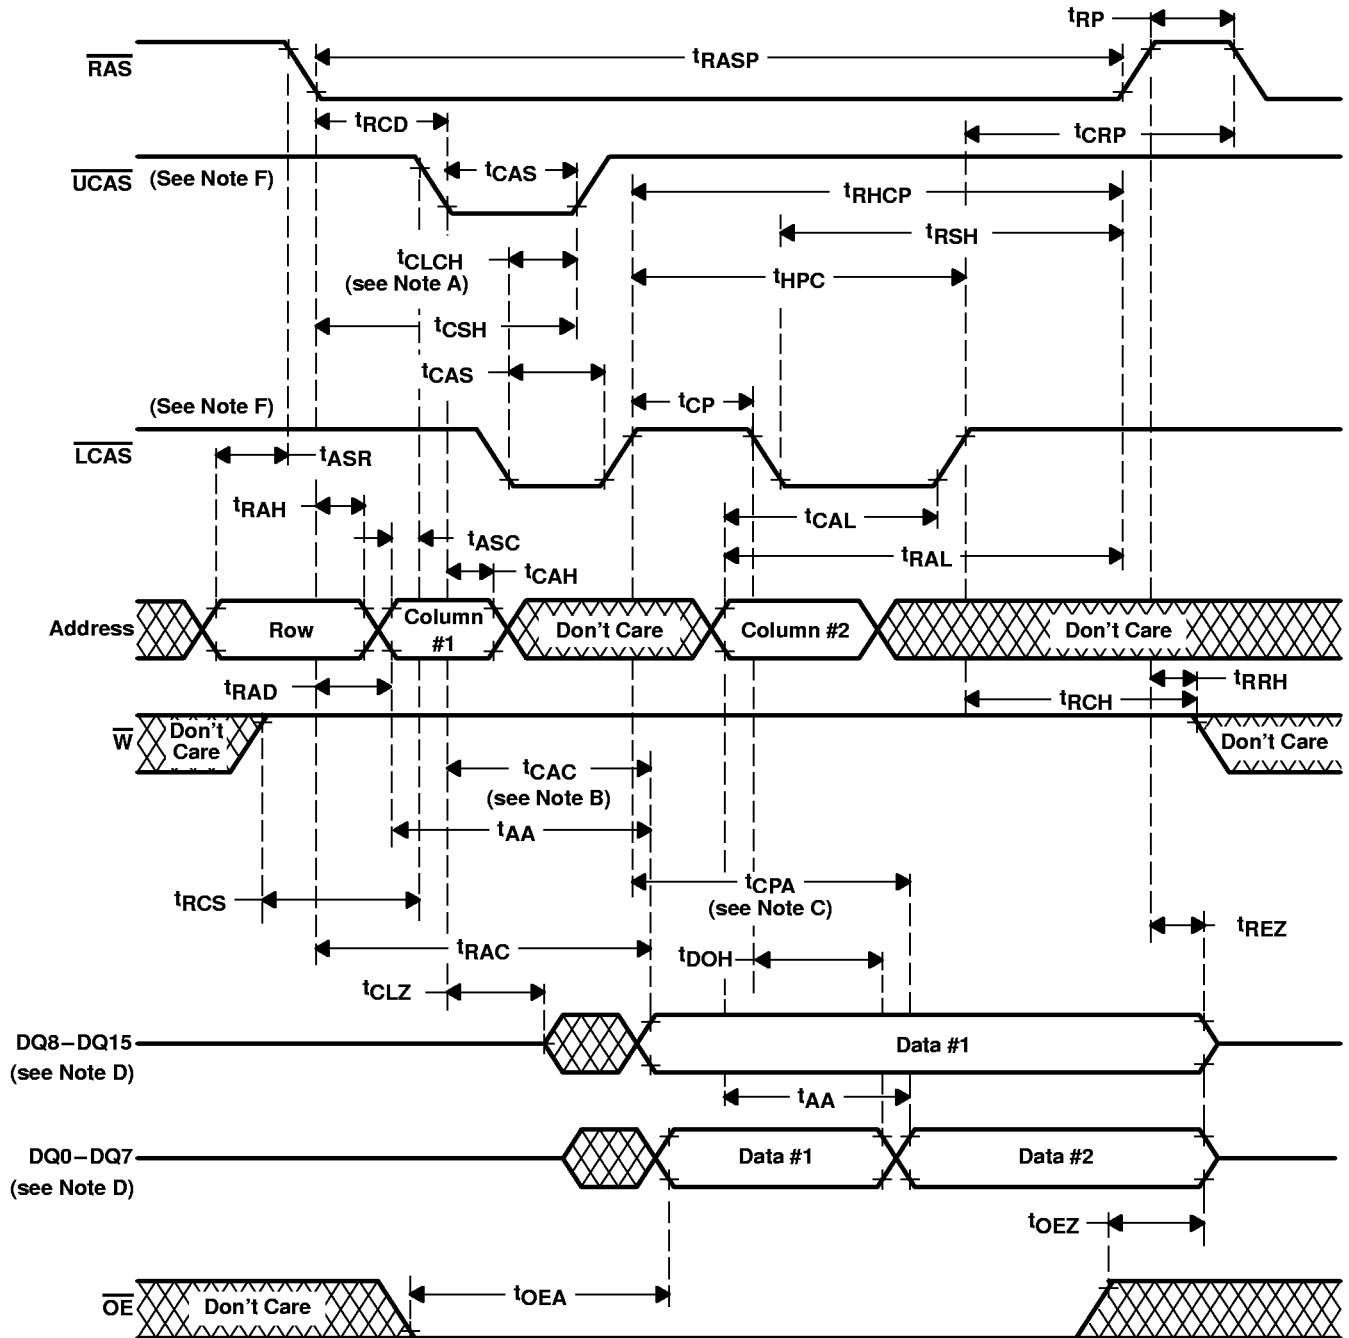 tRP
RAS
tRASP
tRCD
tCRP
UCAS
(See Note F)
tCAS
tRHCP
tRSH
tCLCH
(see Note A)
tHPC
tCSH
tCAS
(See Note F)
tCP
LCAS
tASR
tRAH
tCAL
tASC
tRAL
tCAH
Address
Row
Column
#1
Don't Care
Column #2
Don't Care
tRAD
tRRH
tRCH
W
Don't
Care
Don't Care
tCAC
(see Note B)
tAA
tCPA
(see Note C)
tRCS
tREZ
tRAC
tDOH
tCLZ
DQ8–DQ15
(see Note D)
Data #1
tAA
DQ0–DQ7
(see Note D)
Data #1
Data #2
tOEZ
OE
Don't Care
tOEA